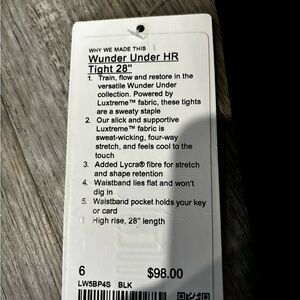 WHY WE MADE THIS
Wunder Under HR
Tight 28"
1. Train, flow and restore in the
versatile Wunder Under
collection. Powered by
Luxtreme™ fabric, these tights
are a sweaty staple
2. Our slick and supportive
Luxtreme™ fabric is
sweat-wicking, four-way
stretch, and feels cool to the
touch
3. Added Lycra® fibre for stretch
and shape retention
4. Waistband lies flat and won't
dig in
5. Waistband pocket holds your key
or card
6. High rise, 28" length
6 $98.00
LW5BP4S BLK